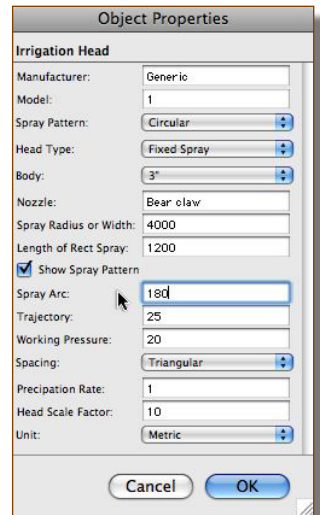 Object Properties
Irrigation Head
Manufacturer: Generic
Model: 1
Spray Pattern: Circular
Head Type: Fixed Spray
Body: 3"
Nozzle: Bear claw
Spray Radius or Width: 4000
Length of Rect Spray: 1200
Show Spray Pattern
Spray Arc: 180
Trajectory: 25
Working Pressure: 20
Spacing: Triangular
Precipation Rate: 1
Head Scale Factor: 10
Unit: Metric
Cancel OK